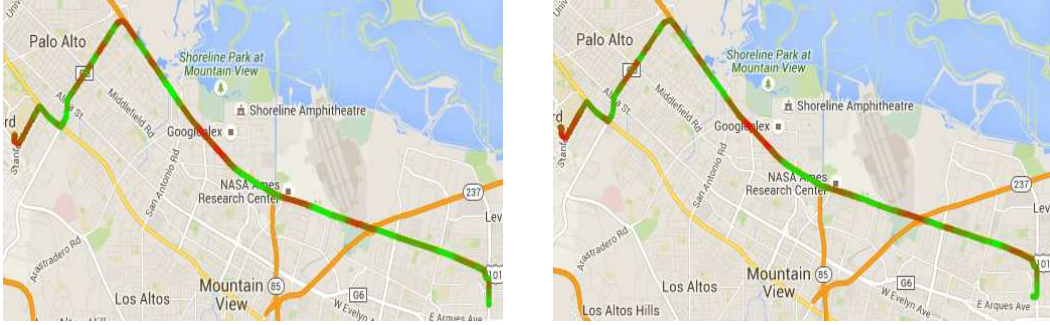 Palo Alto
Shoreline Park at
Mountain View
Shoreline Amphitheatre
Alma St
Middlefield Rd
Googleplex
San Antonio Rd
NASA Ames
Research Center
237
Arastradero Rd
101
Mountain
View
85
G6
Los Altos
W Evelyn Ave
E Arques Ave
Palo Alto
Shoreline Park at
Mountain View
Shoreline Amphitheatre
Alma St
Middlefield Rd
Googleplex
San Antonio Rd
NASA Ames
Research Center
237
Arastradero Rd
101
Mountain
View
85
G6
Los Altos
Los Altos Hills
W Evelyn Ave
E Arques Ave